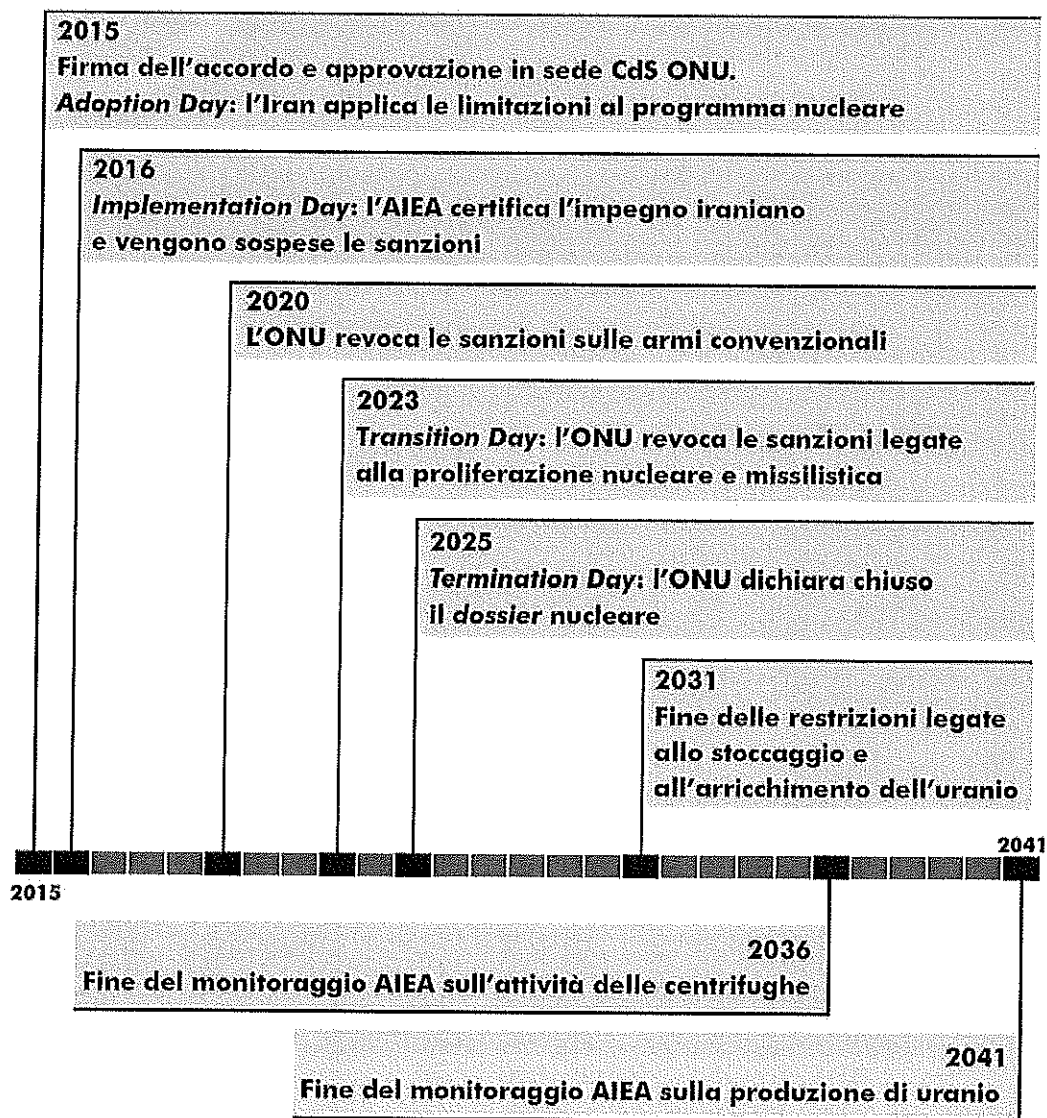 2015
Firma dell'accordo e approvazione in sede CdS ONU.
Adoption Day: l'Iran applica le limitazioni al programma nucleare
2016
Implementation Day: l'AIEA certifica l'impegno iraniano
e vengono sospese le sanzioni
2020
L'ONU revoca le sanzioni sulle armi convenzionali
2023
Transition Day: l'ONU revoca le sanzioni legate
alla proliferazione nucleare e missilistica
2025
Termination Day: l'ONU dichiara chiuso
il dossier nucleare
2031
Fine delle restrizioni legate
allo stoccaggio e
all'arricchimento dell'uranio
2041
2015
2036
Fine del monitoraggio AIEA sull'attività delle centrifughe
2041
Fine del monitoraggio AIEA sulla produzione di uranio